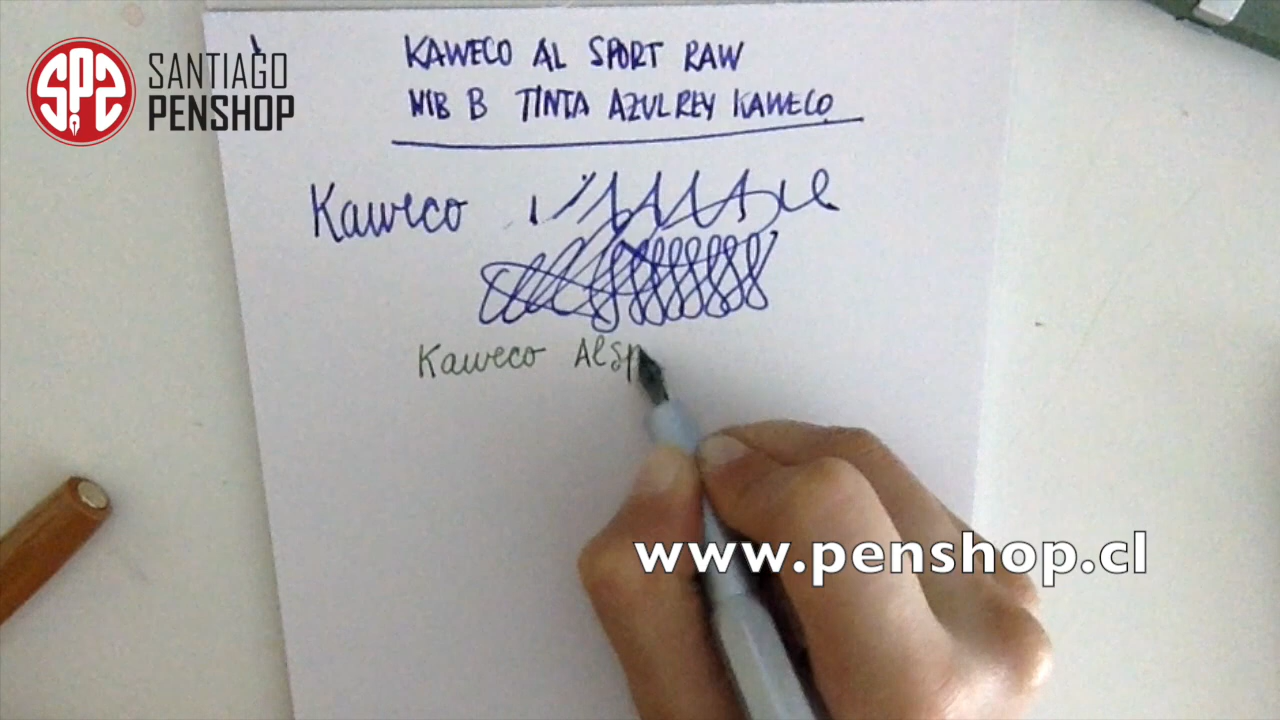 SANTIAGO
PENSHOP
KAWECO AL SPORT RAW
NIB B TINTA AZUL REY KAWECO
Kaweco
Kaweco AlSp
www.penshop.cl